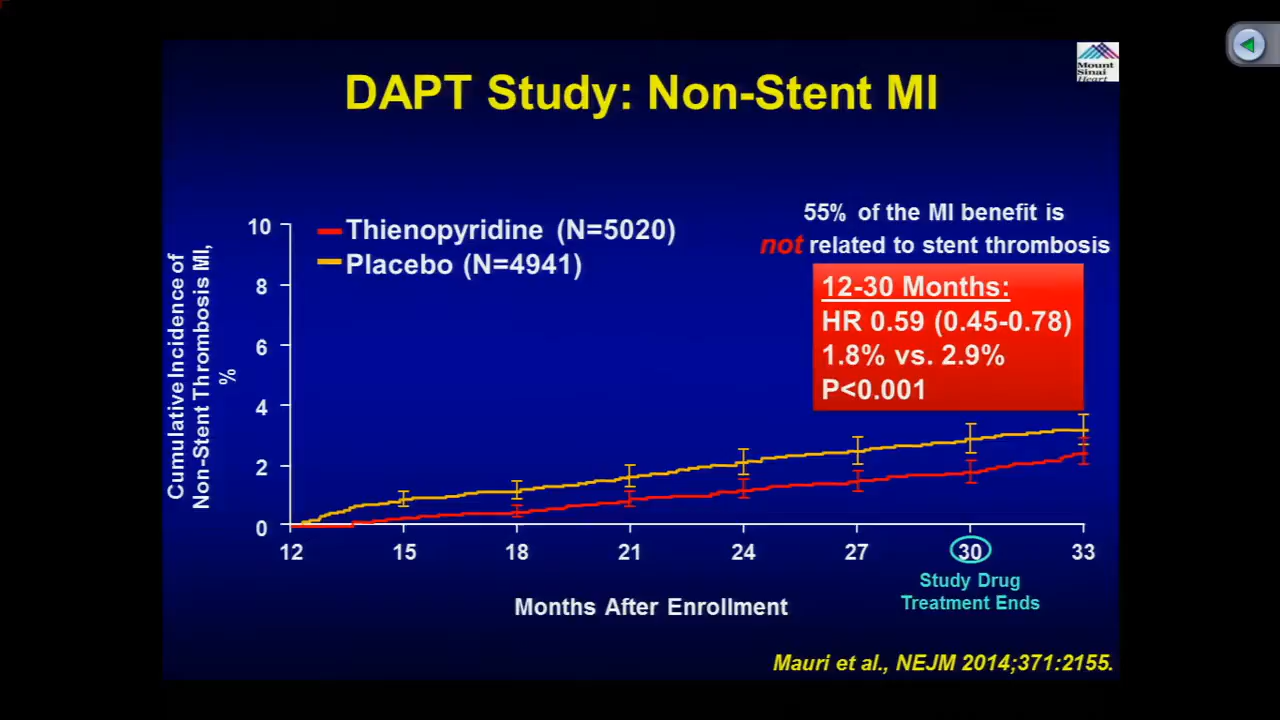 Mount
Sinai
Heart
DAPT Study: Non-Stent MI
55% of the MI benefit is
not related to stent thrombosis
Thienopyridine (N=5020)
Placebo (N=4941)
12-30 Months:
HR 0.59 (0.45-0.78)
1.8% vs. 2.9%
P<0.001
Cumulative Incidence of
Non-Stent Thrombosis MI,
%
10
8
6
4
2
0
12 15 18 21 24 27 30 33
Study Drug
Treatment Ends
Months After Enrollment
Mauri et al., NEJM 2014;371:2155.